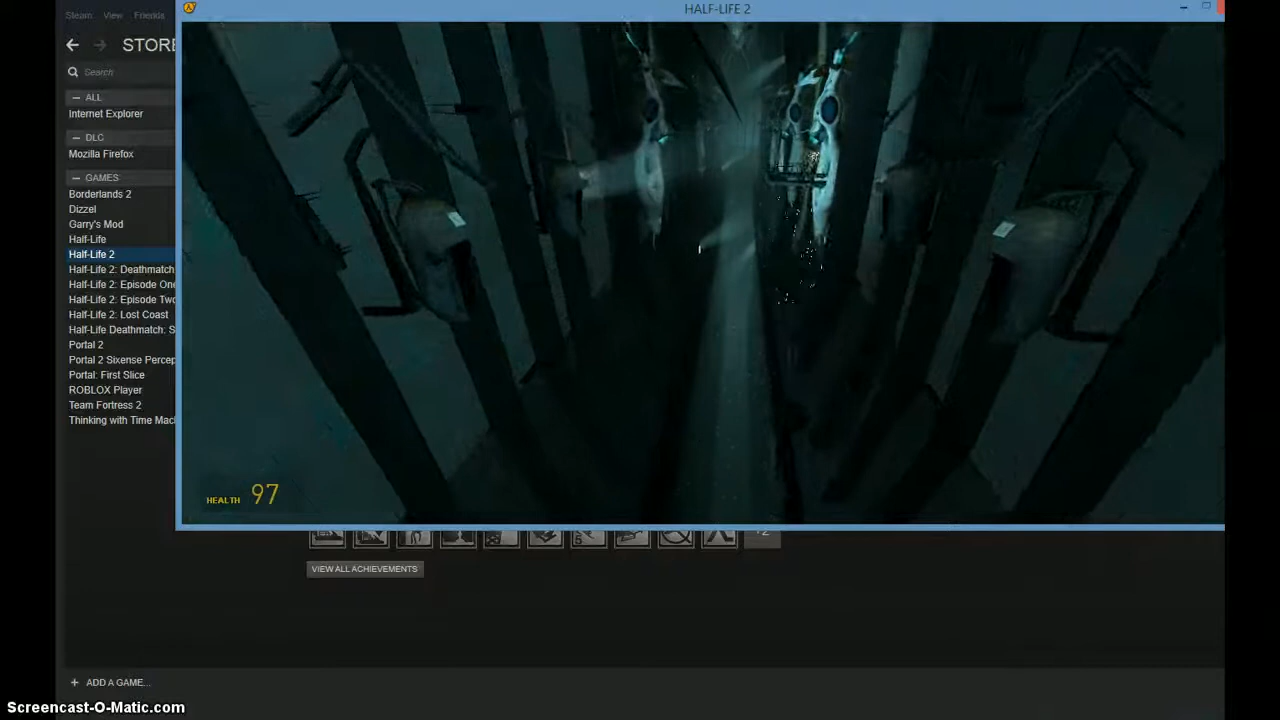 Steam View Friends
HALF-LIFE 2
STORE
Search
ALL
Internet Explorer
DLC
Mozilla Firefox
GAMES
Borderlands 2
Dizzel
Garry's Mod
Half-Life
Half-Life 2
Half-Life 2: Deathmatch
Half-Life 2: Episode One
Half-Life 2: Episode Two
Half-Life 2: Lost Coast
Half-Life Deathmatch: S
Portal 2
Portal 2 Sixense Percep
Portal: First Slice
ROBLOX Player
Team Fortress 2
Thinking with Time Mac
HEALTH 97
VIEW ALL ACHIEVEMENTS
+ ADD A GAME...
Screencast-O-Matic.com